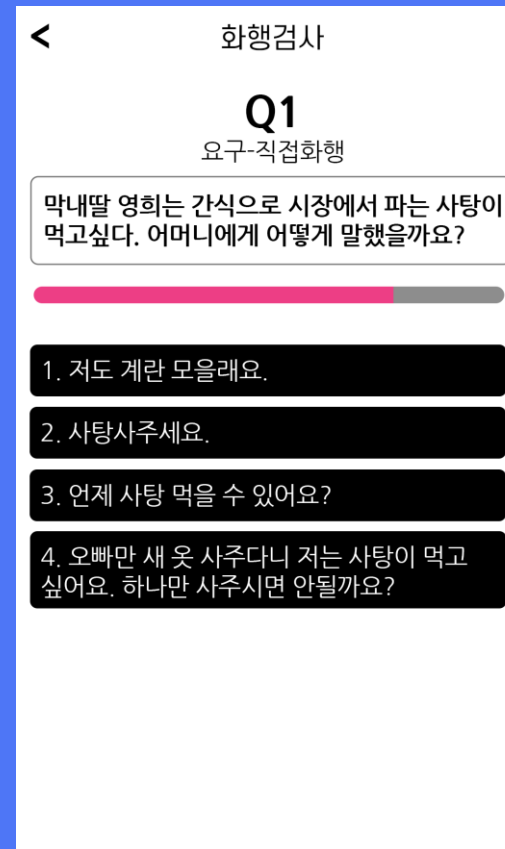 <
화행검사
Q1
요구-직접화행
막내딸 영희는 간식으로 시장에서 파는 사탕이
먹고싶다. 어머니에게 어떻게 말했을까요?
1. 저도 계란 모을래요.
2. 사탕사주세요.
3. 언제 사탕 먹을 수 있어요?
4. 오빠만 새 옷 사주다니 저는 사탕이 먹고
싶어요. 하나만 사주시면 안될까요?